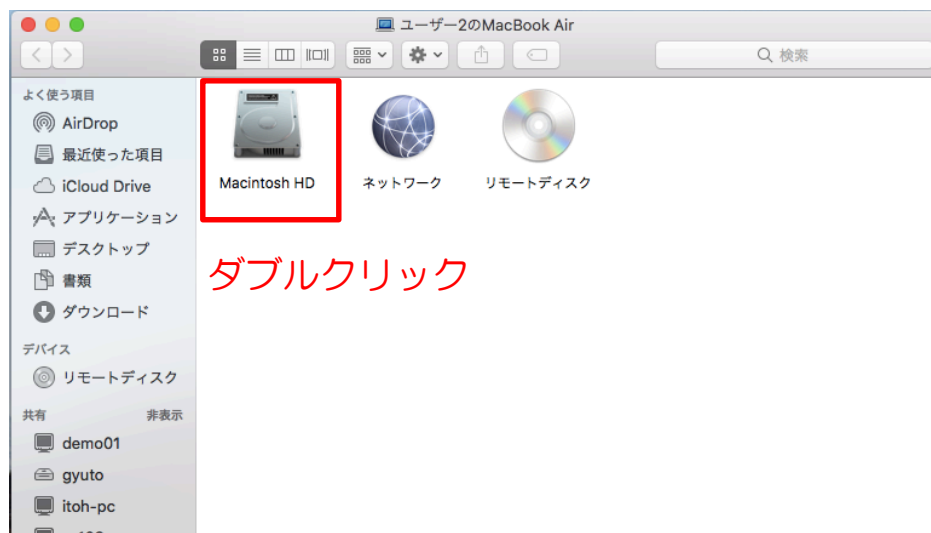 ユーザー2のMacBook Air
検索
よく使う項目
AirDrop
最近使った項目
iCloud Drive
アプリケーション
デスクトップ
書類
ダウンロード
デバイス
リモートディスク
共有 非表示
demo01
gyuto
itoh-pc
Macintosh HD ネットワーク リモートディスク
ダブルクリック